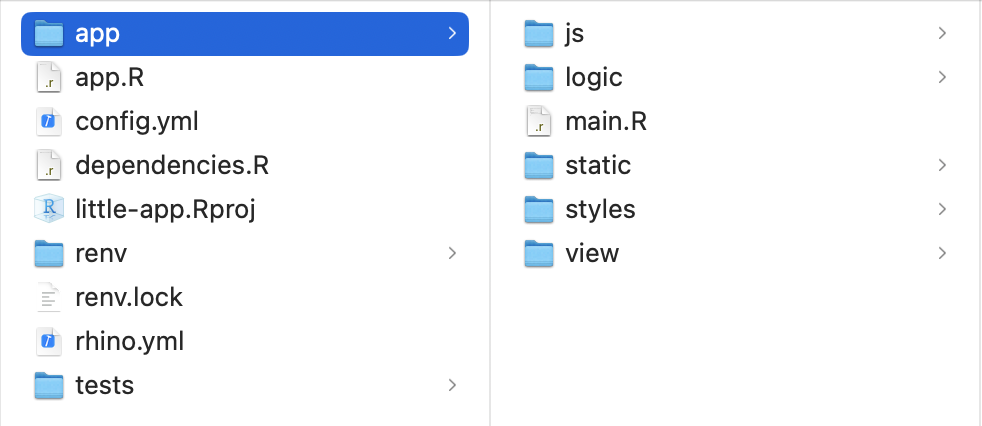 app
app.R
config.yml
dependencies.R
little-app.Rproj
renv
renv.lock
rhino.yml
tests
js
logic
main.R
static
styles
view